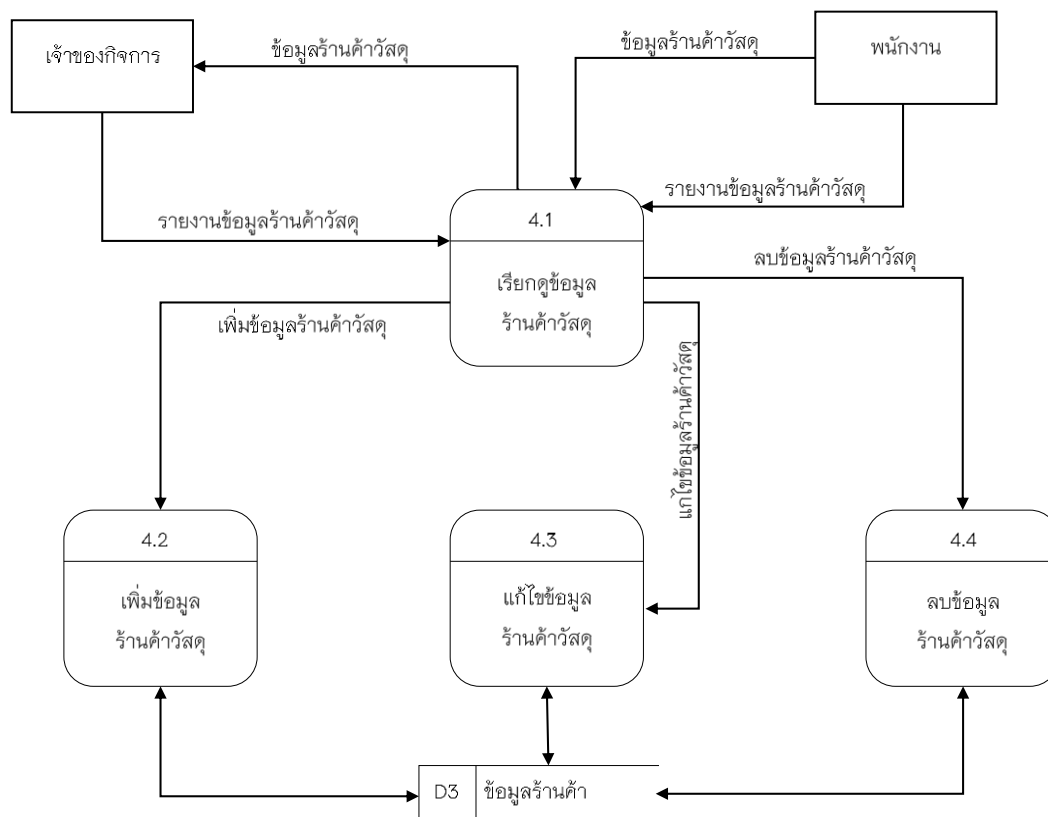 เจ้าของกิจการ
ข้อมูลร้านค้าวัสดุ
ข้อมูลร้านค้าวัสดุ
พนักงาน
รายงานข้อมูลร้านค้าวัสดุ
รายงานข้อมูลร้านค้าวัสดุ
4.1
เรียกดูข้อมูล
ร้านค้าวัสดุ
ลบข้อมูลร้านค้าวัสดุ
เพิ่มข้อมูลร้านค้าวัสดุ
แก้ไขข้อมูลร้านค้าวัสดุ
4.2
เพิ่มข้อมูล
ร้านค้าวัสดุ
4.3
แก้ไขข้อมูล
ร้านค้าวัสดุ
4.4
ลบข้อมูล
ร้านค้าวัสดุ
D3 ข้อมูลร้านค้า